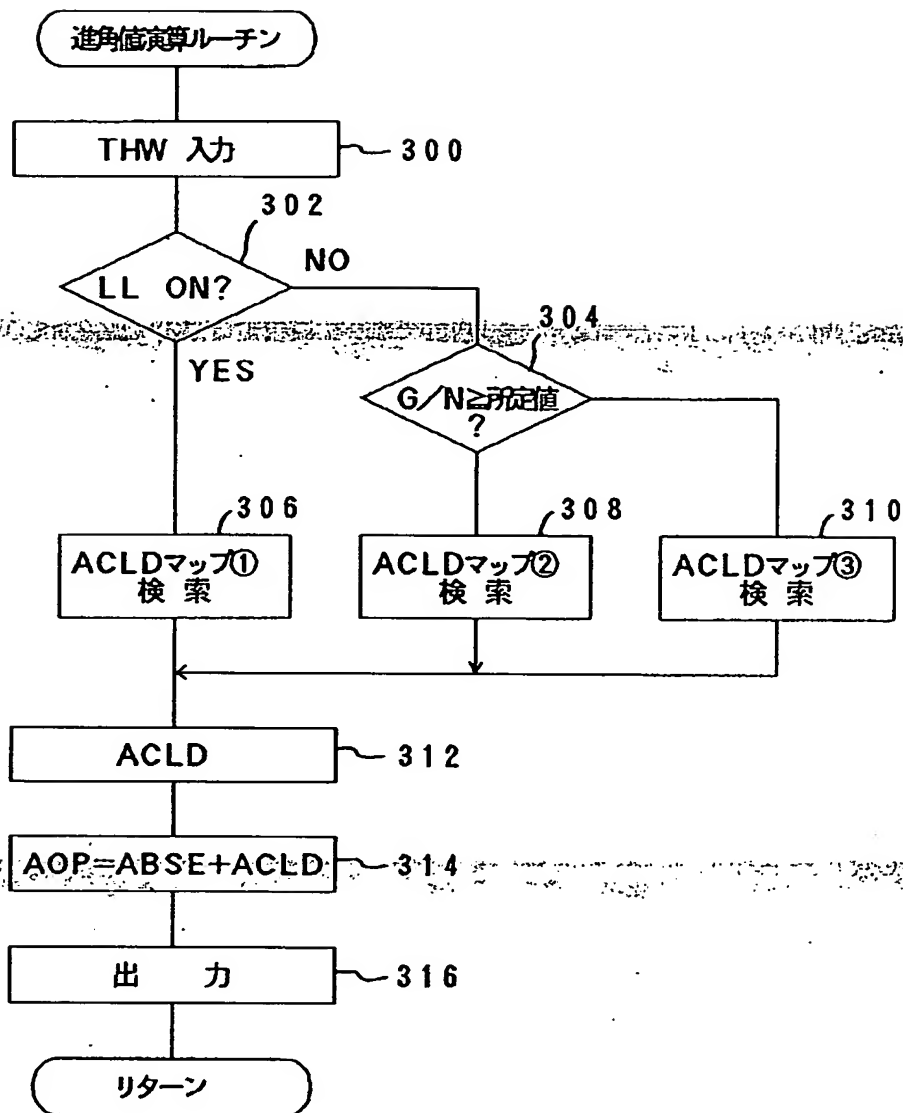 進角値演算ルーチン
THW 入力
300
302
LL ON?
NO
YES
304
G/N≧所定値
?
306
ACLDマップ①
検 索
308
ACLDマップ②
検 索
310
ACLDマップ③
検 索
ACLD
312
AOP=ABSE+ACLD
314
出 力
316
リターン